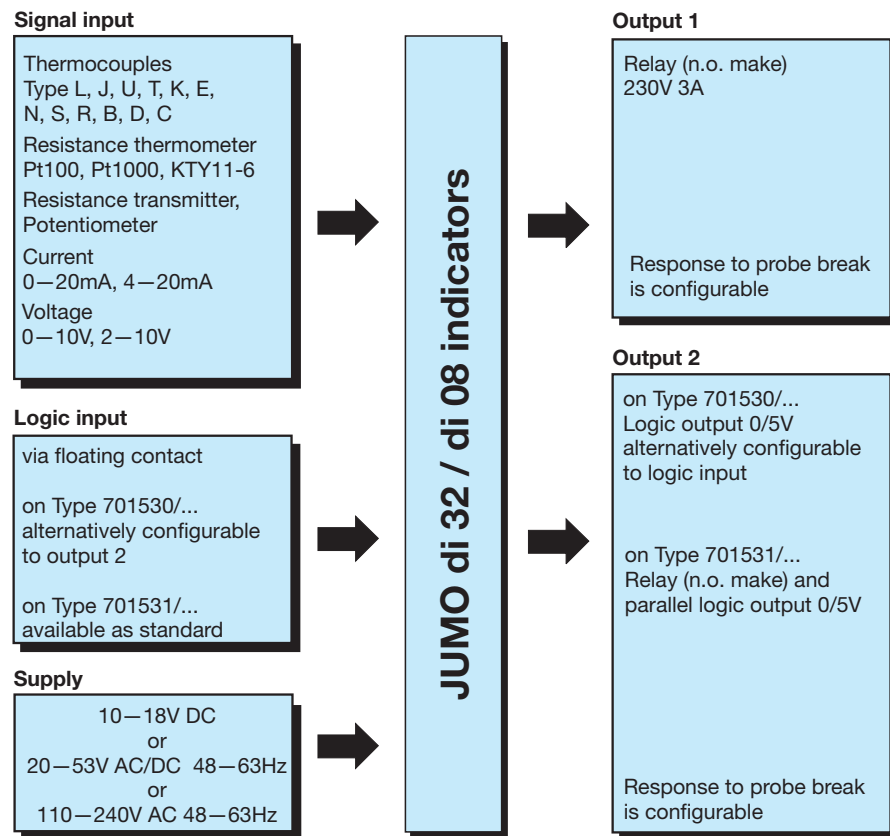 Signal input
Thermocouples
Type L, J, U, T, K, E,
N, S, R, B, D, C
Resistance thermometer
Pt100, Pt1000, KTY11-6
Resistance transmitter,
Potentiometer
Current
0—20mA, 4—20mA
Voltage
0—10V, 2—10V
Logic input
via floating contact
on Type 701530/...
alternatively configurable
to output 2
on Type 701531/...
available as standard
Supply
10—18V DC
or
20—53V AC/DC 48—63Hz
or
110—240V AC 48—63Hz
JUMO di 32 / di 08 indicators
Output 1
Relay (n.o. make)
230V 3A
Response to probe break
is configurable
Output 2
on Type 701530/...
Logic output 0/5V
alternatively configurable
to logic input
on Type 701531/...
Relay (n.o. make) and
parallel logic output 0/5V
Response to probe break
is configurable